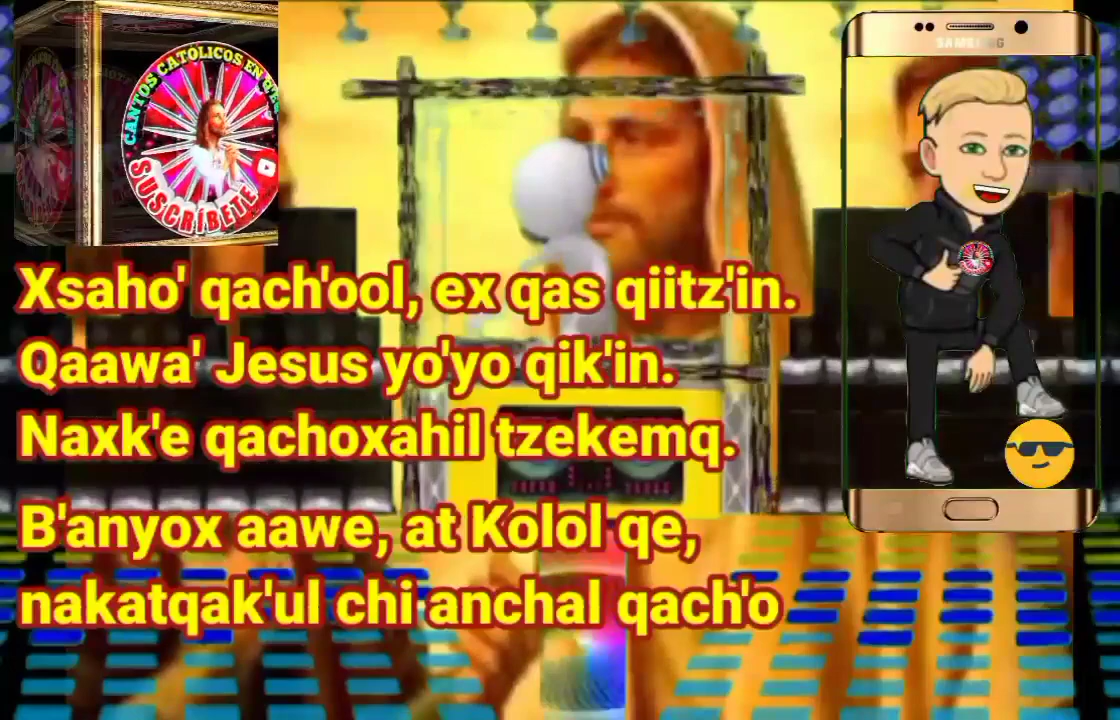 CANTOS CATÓLICOS EN Q'E
SUSCRÍBETE
SAMSUNG
Xsaho' qach'ool, ex qas qiitz'in.
Qaawa' Jesus yo'yo qik'in.
Naxk'e qachoxahil tzekemq.
B'anyox aawe, at Kolol qe,
nakatqak'ul chi anchal qach'o